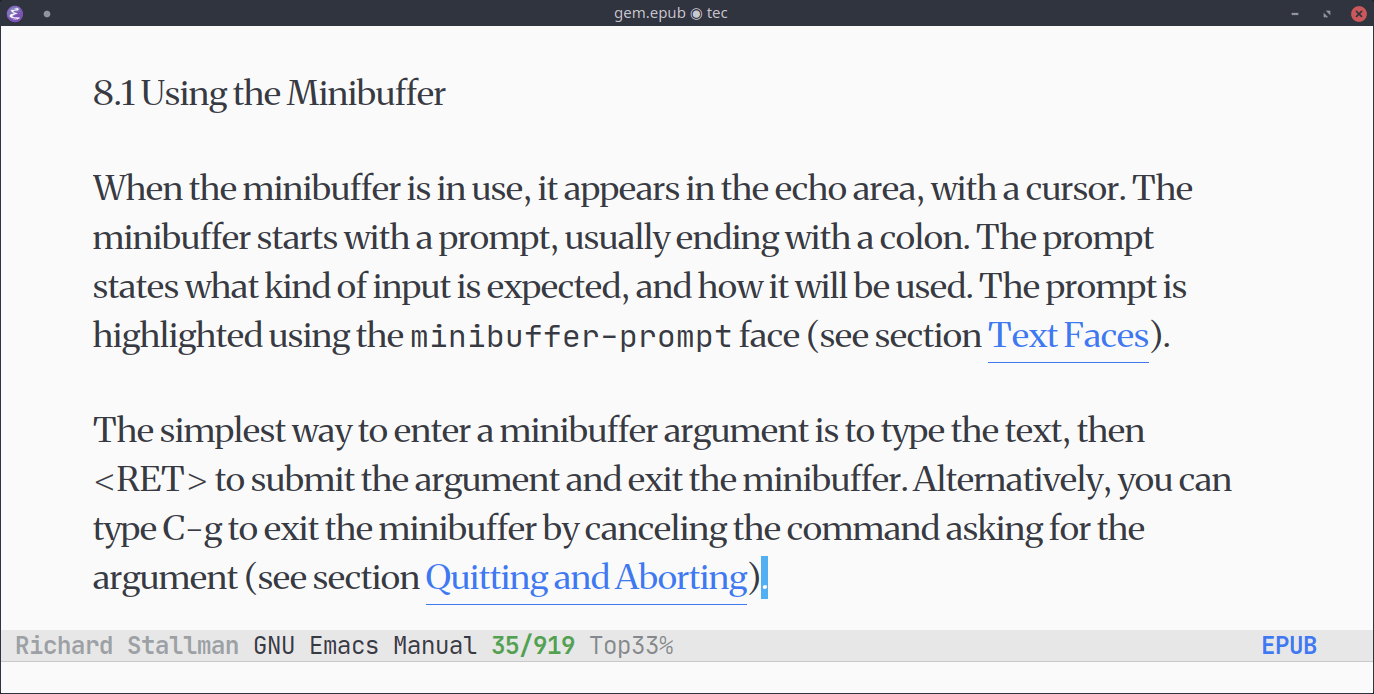 gem.epub ◉ tec
8.1 Using the Minibuffer
When the minibuffer is in use, it appears in the echo area, with a cursor. The
minibuffer starts with a prompt, usually ending with a colon. The prompt
states what kind of input is expected, and how it will be used. The prompt is
highlighted using the minibuffer-prompt face (see section Text Faces).
The simplest way to enter a minibuffer argument is to type the text, then
<RET> to submit the argument and exit the minibuffer. Alternatively, you can
type C-g to exit the minibuffer by canceling the command asking for the
argument (see section Quitting and Aborting).
Richard Stallman GNU Emacs Manual 35/919 Top33% EPUB